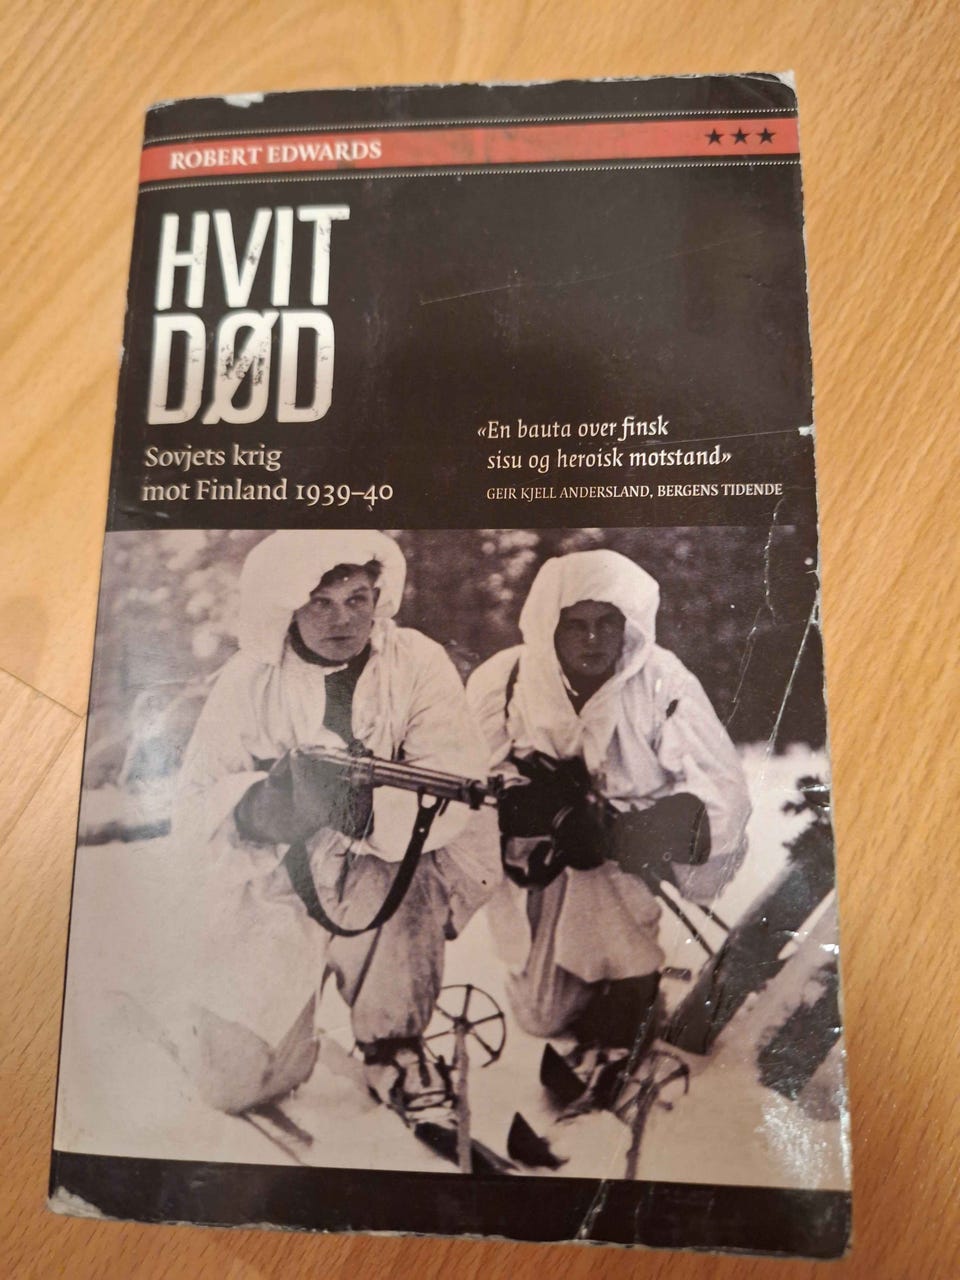 ROBERT EDWARDS
HVIT
DØD
Sovjets krig
mot Finland 1939–40
«En bauta over finsk
sisu og heroisk motstand»
GEIR KJELL ANDERSLAND, BERGENS TIDENDE